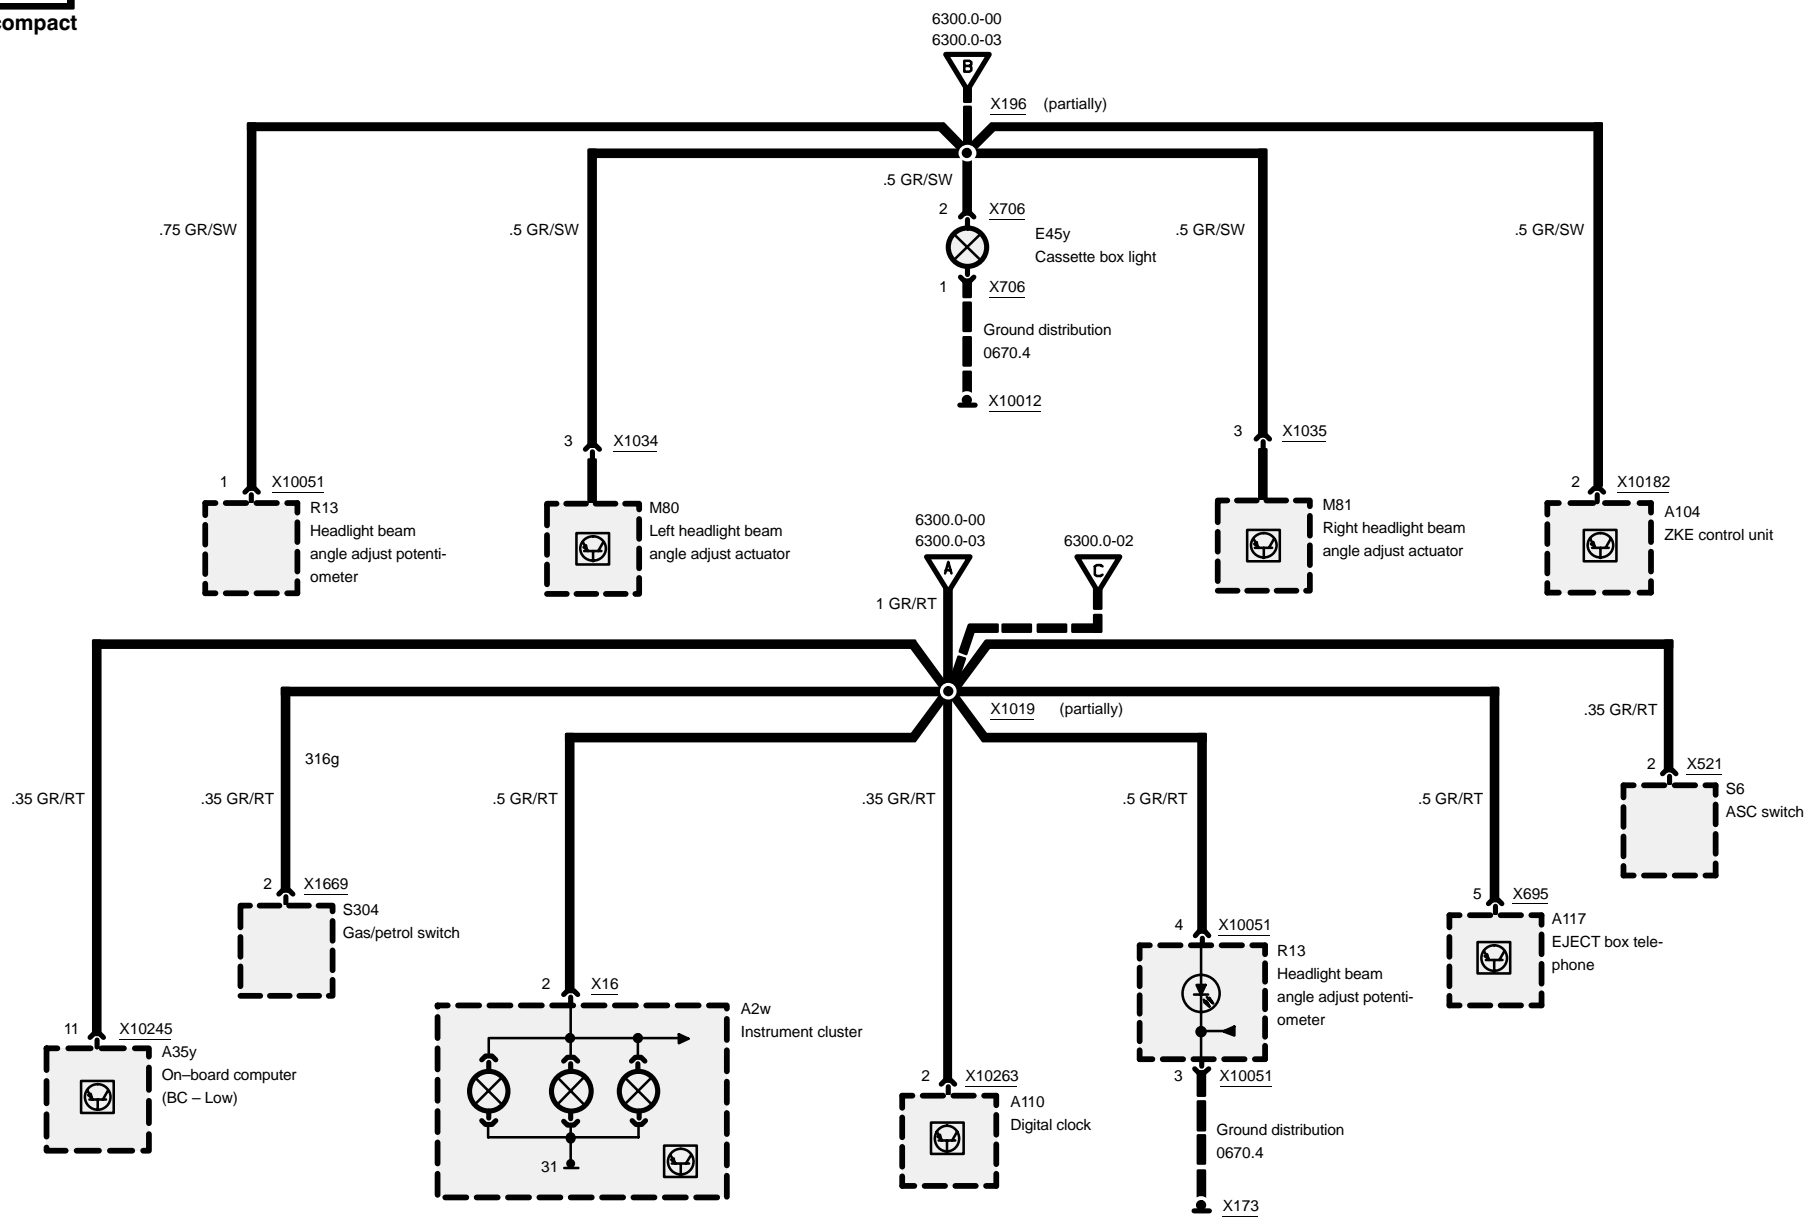 compact
6300.0-00
6300.0-03
B
X196 (partially)
.5 GR/SW
.75 GR/SW
.5 GR/SW
.5 GR/SW
.5 GR/SW
2 X706
E45y
Cassette box light
1 X706
Ground distribution
0670.4
X10012
3 X1034
3 X1035
1 X10051
2 X10182
R13
Headlight beam
angle adjust potenti-
ometer
M80
Left headlight beam
angle adjust actuator
M81
Right headlight beam
angle adjust actuator
A104
ZKE control unit
6300.0-00
6300.0-03
A
6300.0-02
C
1 GR/RT
X1019 (partially)
.35 GR/RT
316g
.35 GR/RT
.35 GR/RT
.5 GR/RT
.35 GR/RT
.5 GR/RT
.5 GR/RT
2 X521
S6
ASC switch
2 X1669
S304
Gas/petrol switch
5 X695
A117
EJECT box tele-
phone
4 X10051
R13
Headlight beam
angle adjust potenti-
ometer
2 X16
A2w
Instrument cluster
31
11 X10245
A35y
On–board computer
(BC – Low)
2 X10263
A110
Digital clock
3 X10051
Ground distribution
0670.4
X173